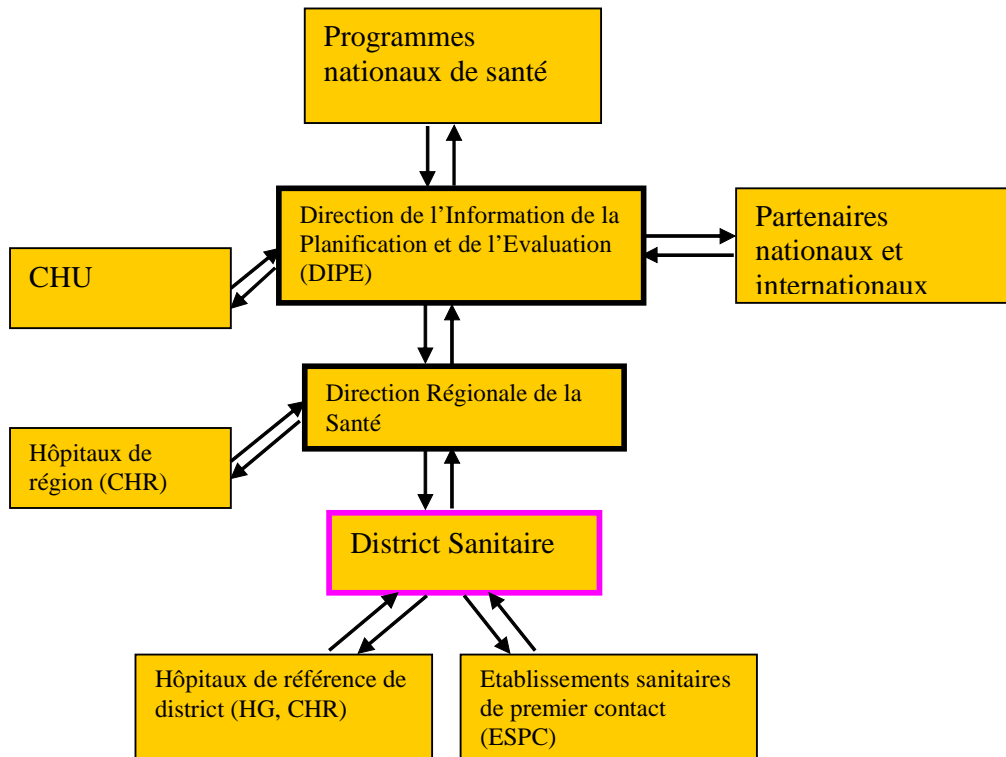 Programmes
nationaux de santé
Direction de l’Information de la
Planification et de l’Evaluation
(DIPE)
Partenaires
nationaux et
internationaux
CHU
Direction Régionale de la
Santé
Hôpitaux de
région (CHR)
District Sanitaire
Hôpitaux de référence de
district (HG, CHR)
Etablissements sanitaires
de premier contact
(ESPC)